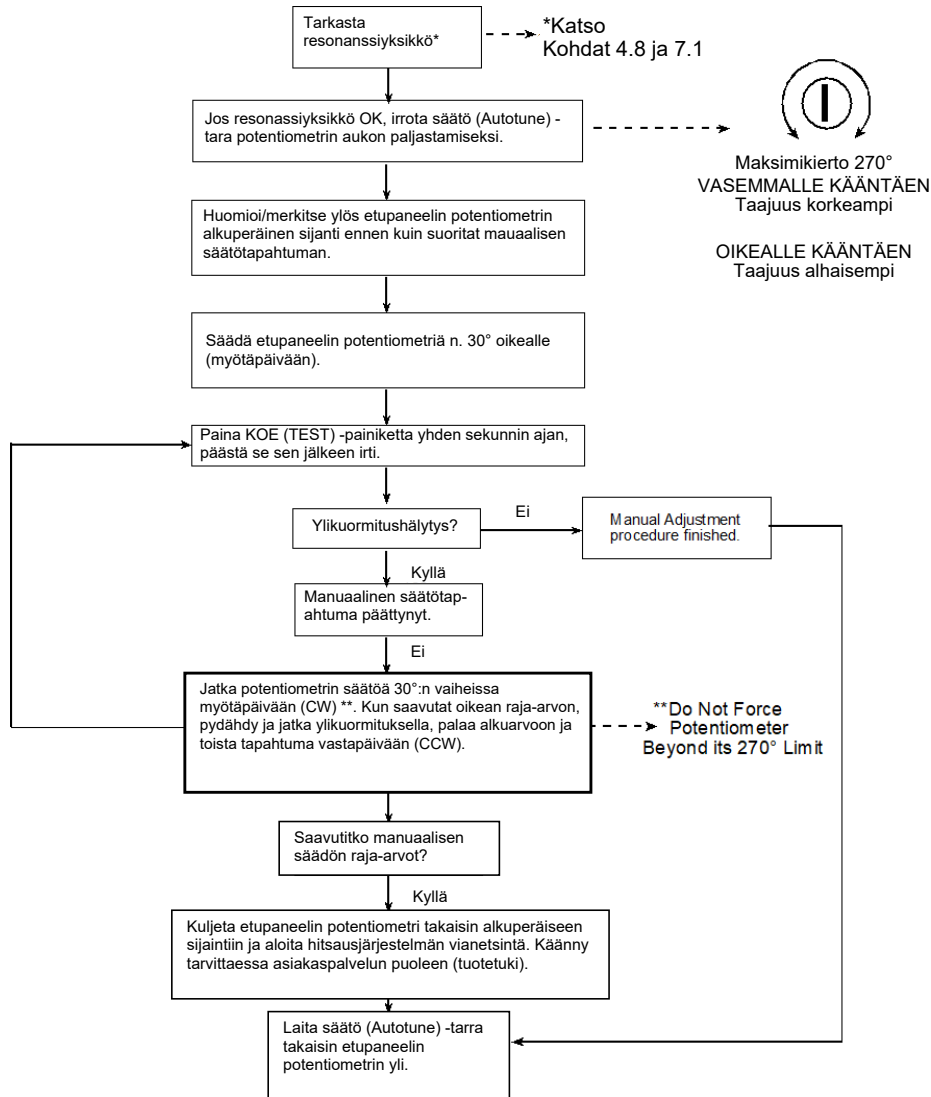 Tarkasta
resonanssiyksikkö*
*Katso
Kohdat 4.8 ja 7.1
Jos resonassiyksikkö OK, irrota säätö (Autotune) -
tara potentiometrin aukon paljastamiseksi.
Maksimikierto 270°
VASEMMALLE KÄÄNTÄEN
Taajuus korkeampi
OIKEALLE KÄÄNTÄEN
Taajuus alhaisempi
Huomioi/merkitse ylös etupaneelin potentiometrin
alkuperäinen sijanti ennen kuin suoritat mauaalisen
säätötapahtuman.
Säädä etupaneelin potentiometriä n. 30° oikealle
(myötäpäivään).
Paina KOE (TEST) -painiketta yhden sekunnin ajan,
päästä se sen jälkeen irti.
Ylikuormitushälytys?
Ei
Manual Adjustment
procedure finished.
Kyllä
Manuaalinen säätötap-
ahtuma päättynyt.
Ei
Jatka potentiometrin säätöä 30°:n vaiheissa
myötäpäivään (CW) **. Kun saavutat oikean raja-arvon,
pydähdy ja jatka ylikuormituksella, palaa alkuarvoon ja
toista tapahtuma vastapäivään (CCW).
**Do Not Force
Potentiometer
Beyond its 270° Limit
Saavutitko manuaalisen
säädön raja-arvot?
Kyllä
Kuljeta etupaneelin potentiometri takaisin alkuperäiseen
sijaintiin ja aloita hitsausjärjestelmän vianetsintä. Käänny
tarvittaessa asiakaspalvelun puoleen (tuotetuki).
Laita säätö (Autotune) -tarra
takaisin etupaneelin
potentiometrin yli.